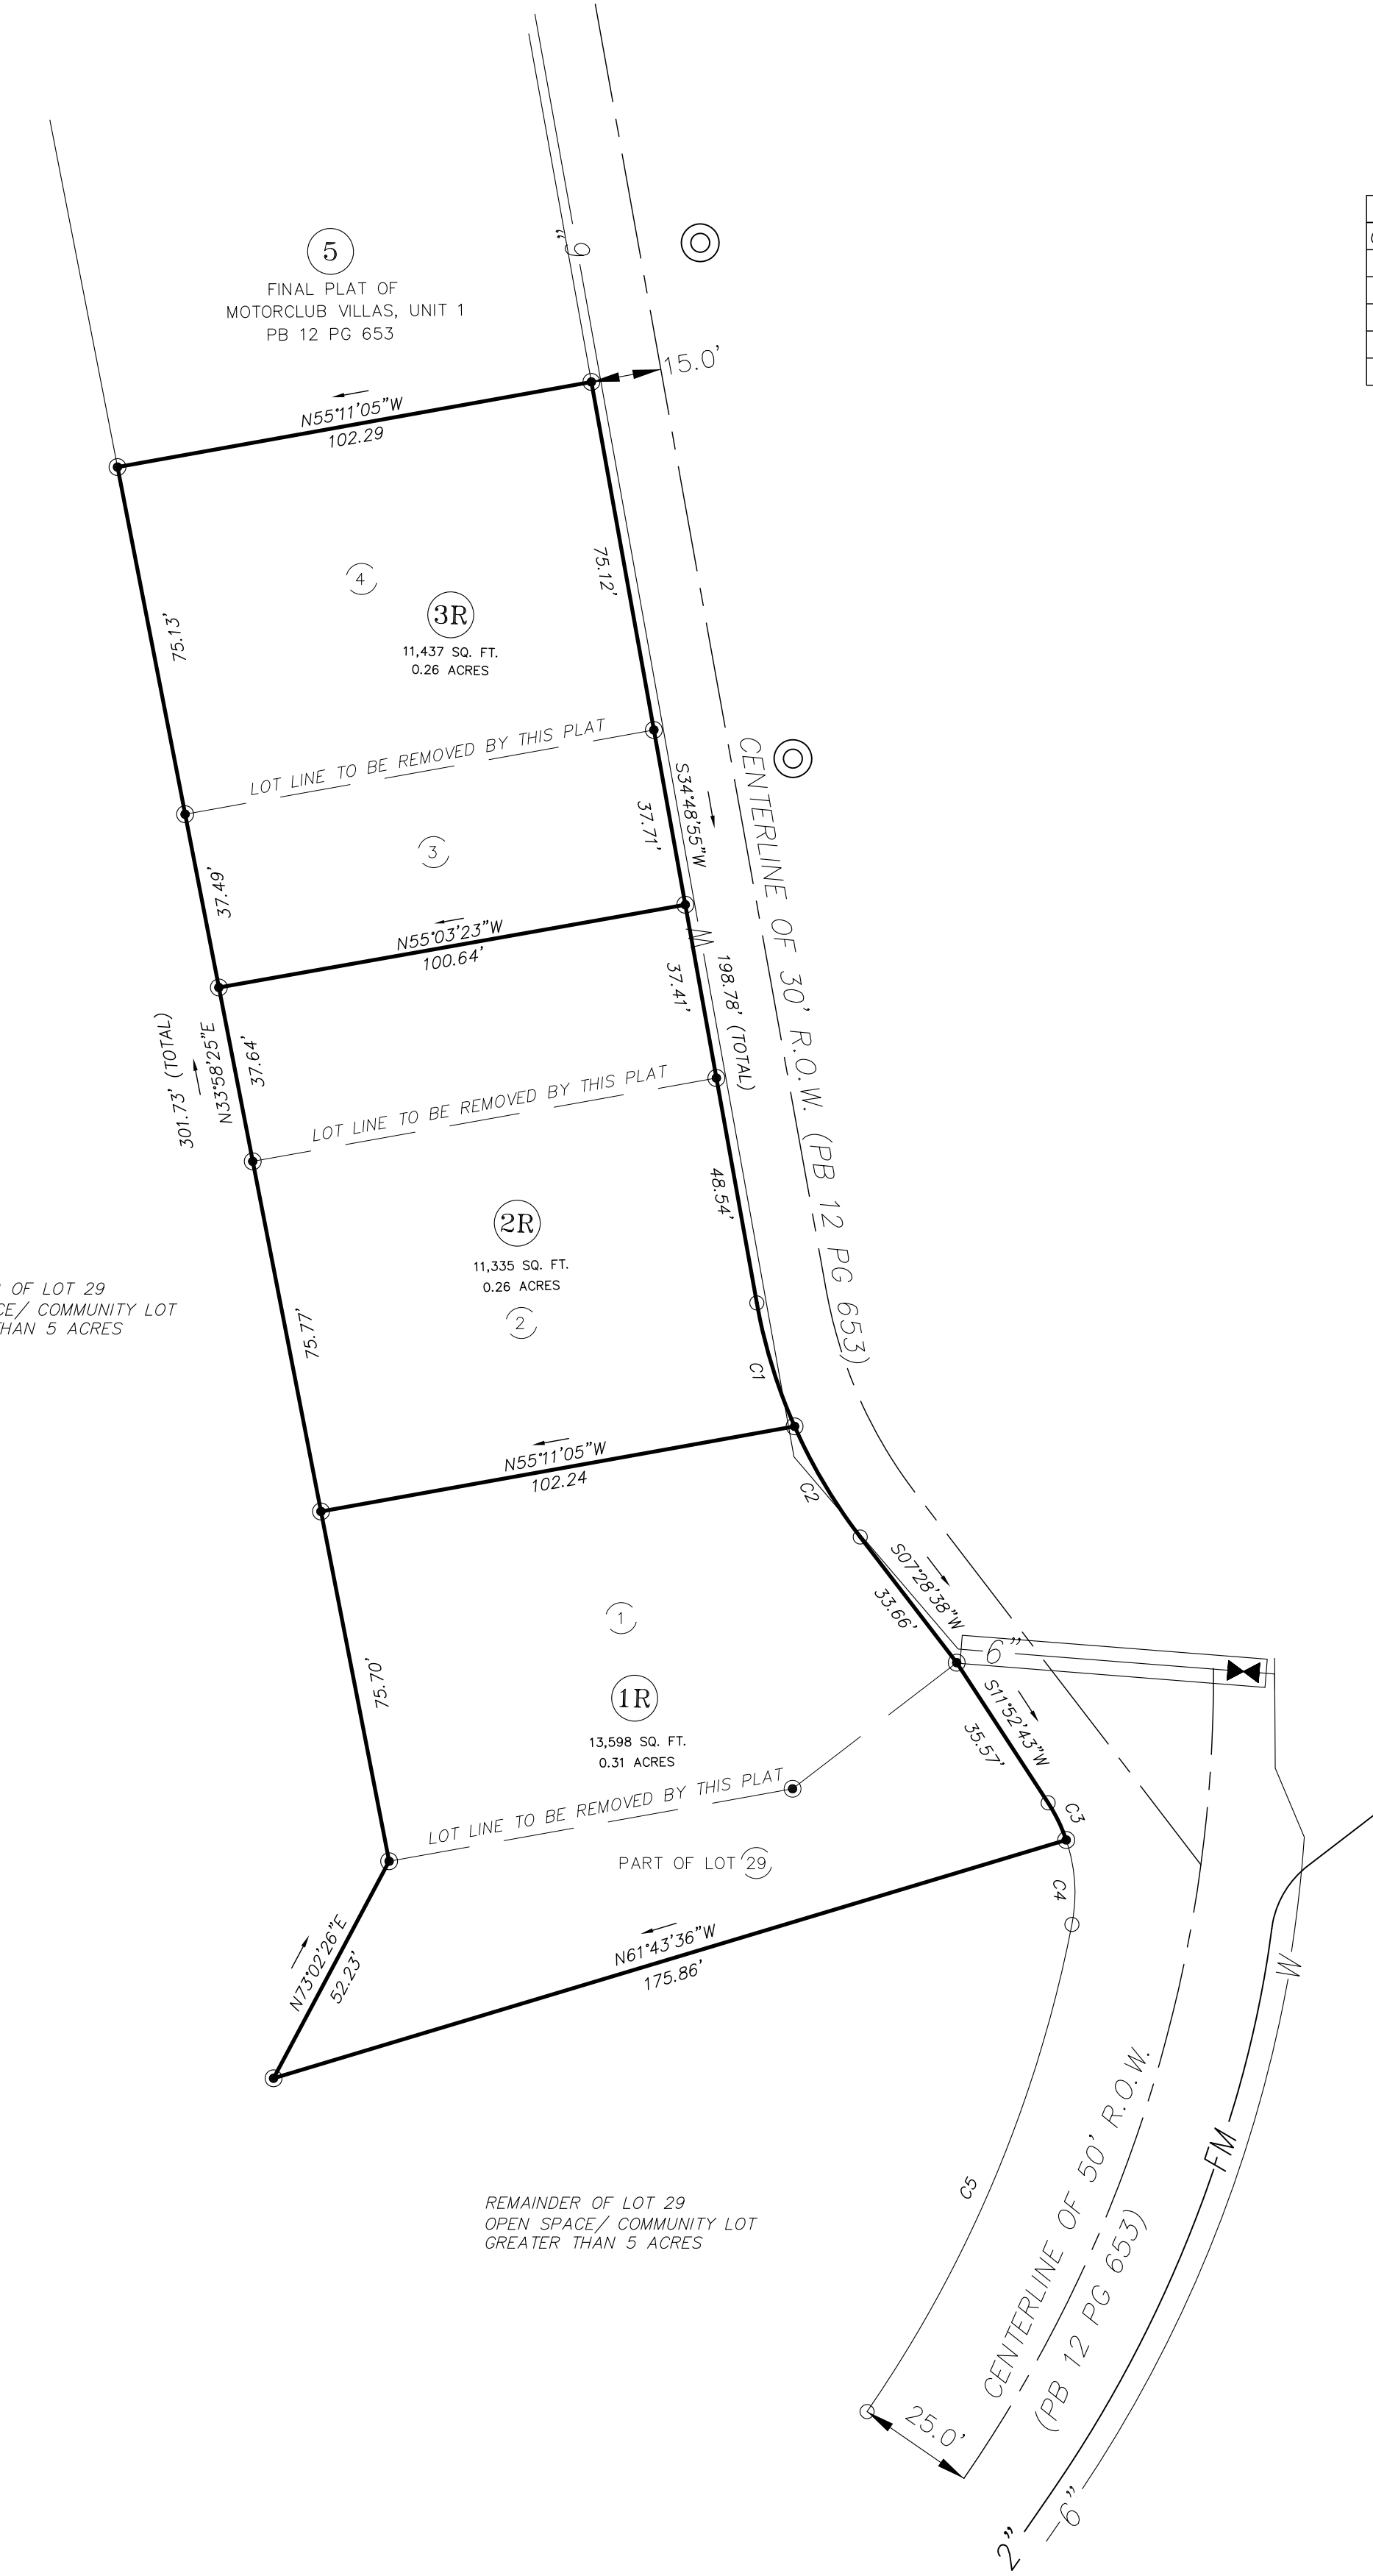 6"
5
FINAL PLAT OF
MOTORCLUB VILLAS, UNIT 1
PB 12 PG 653
15.0'
N55°11'05"W
102.29
75.12'
4
3R
11,437 SQ. FT.
0.26 ACRES
75.13'
LOT LINE TO BE REMOVED BY THIS PLAT
S34°48'55"W
37.71'
3
37.49'
CENTERLINE OF 30' R.O.W. (PB 12 PG 653)
N55°03'23"W
100.64'
W
37.41'
198.78' (TOTAL)
301.73' (TOTAL)
N33°58'25"E
37.64'
LOT LINE TO BE REMOVED BY THIS PLAT
48.54'
2R
11,335 SQ. FT.
0.26 ACRES
2
OF LOT 29
COMMUNITY LOT
THAN 5 ACRES
75.77'
C1
N55°11'05"W
102.24
C2
S07°28'38"W
33.66'
1
6"
75.70'
1R
13,598 SQ. FT.
0.31 ACRES
S11°52'43"W
35.57'
LOT LINE TO BE REMOVED BY THIS PLAT
C3
PART OF LOT 29
C4
N61°43'36"W
175.86'
N73°02'26"E
52.23'
W
FM
C5
REMAINDER OF LOT 29
OPEN SPACE/ COMMUNITY LOT
GREATER THAN 5 ACRES
CENTERLINE OF 50' R.O.W.
(PB 12 PG 653)
25.0'
6"
2"